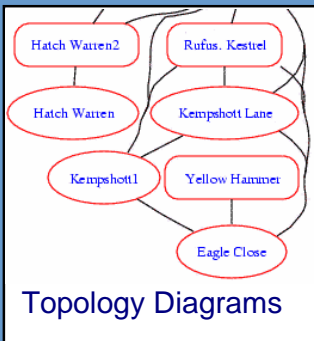 Hatch Warren2
Rufus. Kestrel
Hatch Warren
Kempshott Lane
Kempshott1
Yellow Hammer
Eagle Close
Topology Diagrams